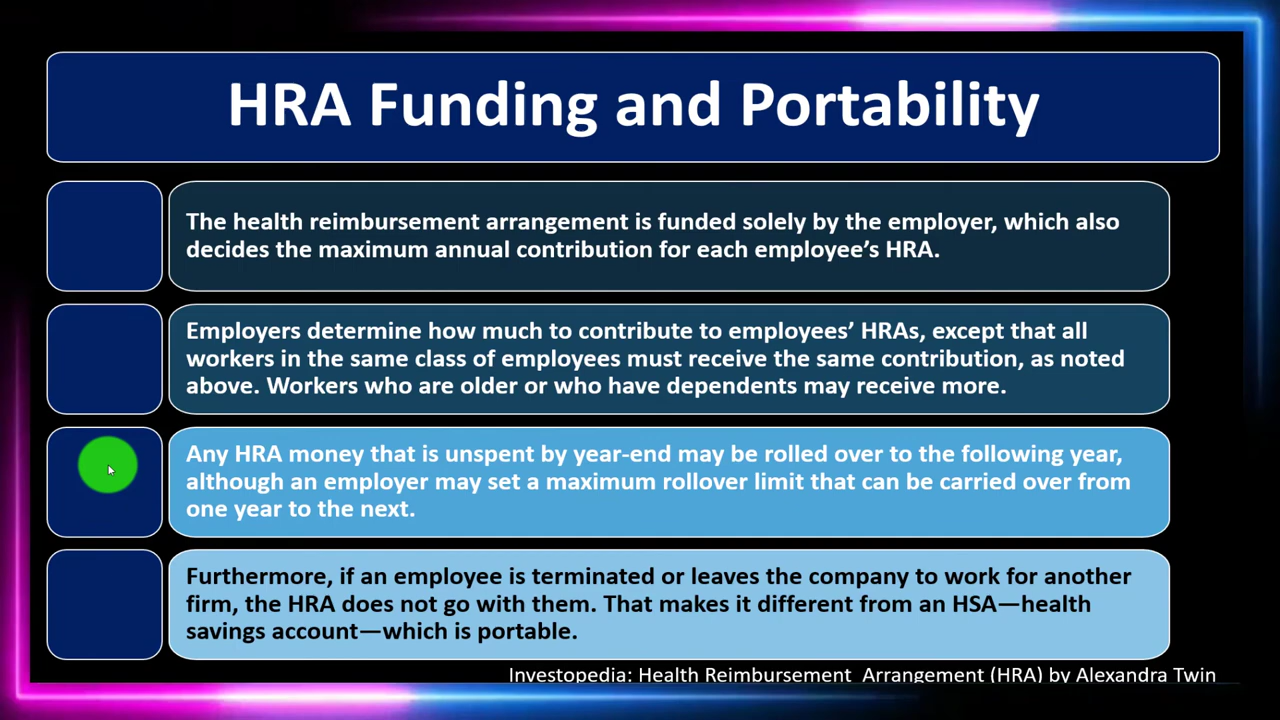 HRA Funding and Portability
The health reimbursement arrangement is funded solely by the employer, which also
decides the maximum annual contribution for each employee’s HRA.
Employers determine how much to contribute to employees’ HRAs, except that all
workers in the same class of employees must receive the same contribution, as noted
above. Workers who are older or who have dependents may receive more.
Any HRA money that is unspent by year-end may be rolled over to the following year,
although an employer may set a maximum rollover limit that can be carried over from
one year to the next.
Furthermore, if an employee is terminated or leaves the company to work for another
firm, the HRA does not go with them. That makes it different from an HSA—health
savings account—which is portable.
Investopedia: Health Reimbursement Arrangement (HRA) by Alexandra Twin